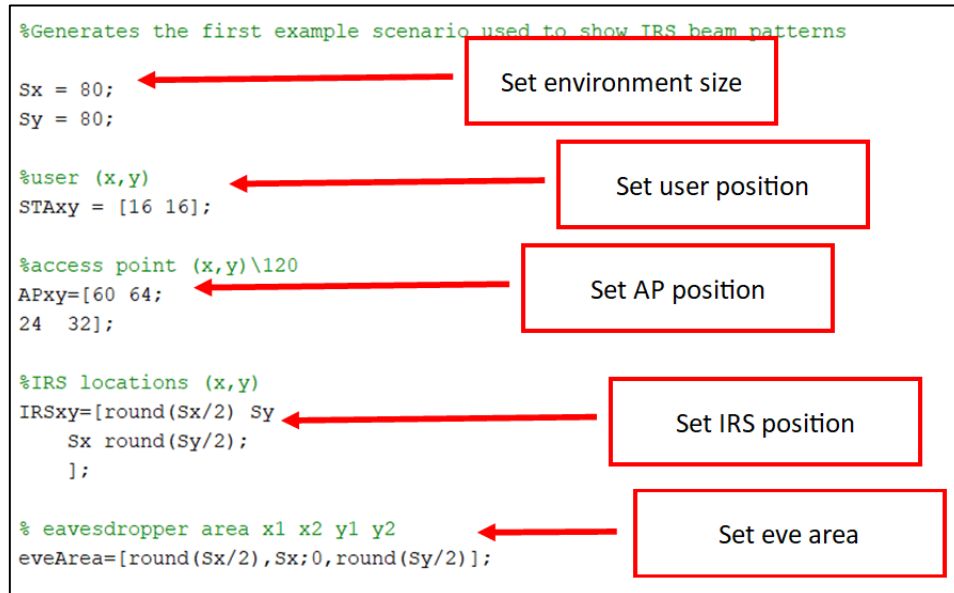 %Generates the first example scenario used to show IRS beam patterns
Set environment size
Sx = 80;
Sy = 80;
%user (x,y)
Set user position
STAxy = [16 16];
%access point (x,y)\120
Set AP position
APxy=[60 64;
24  32];
%IRS locations (x,y)
IRSxy=[round(Sx/2) Sy
Set IRS position
    Sx round(Sy/2);
    ];
% eavesdropper area x1 x2 y1 y2
Set eve area
eveArea=[round(Sx/2),Sx;0,round(Sy/2)];